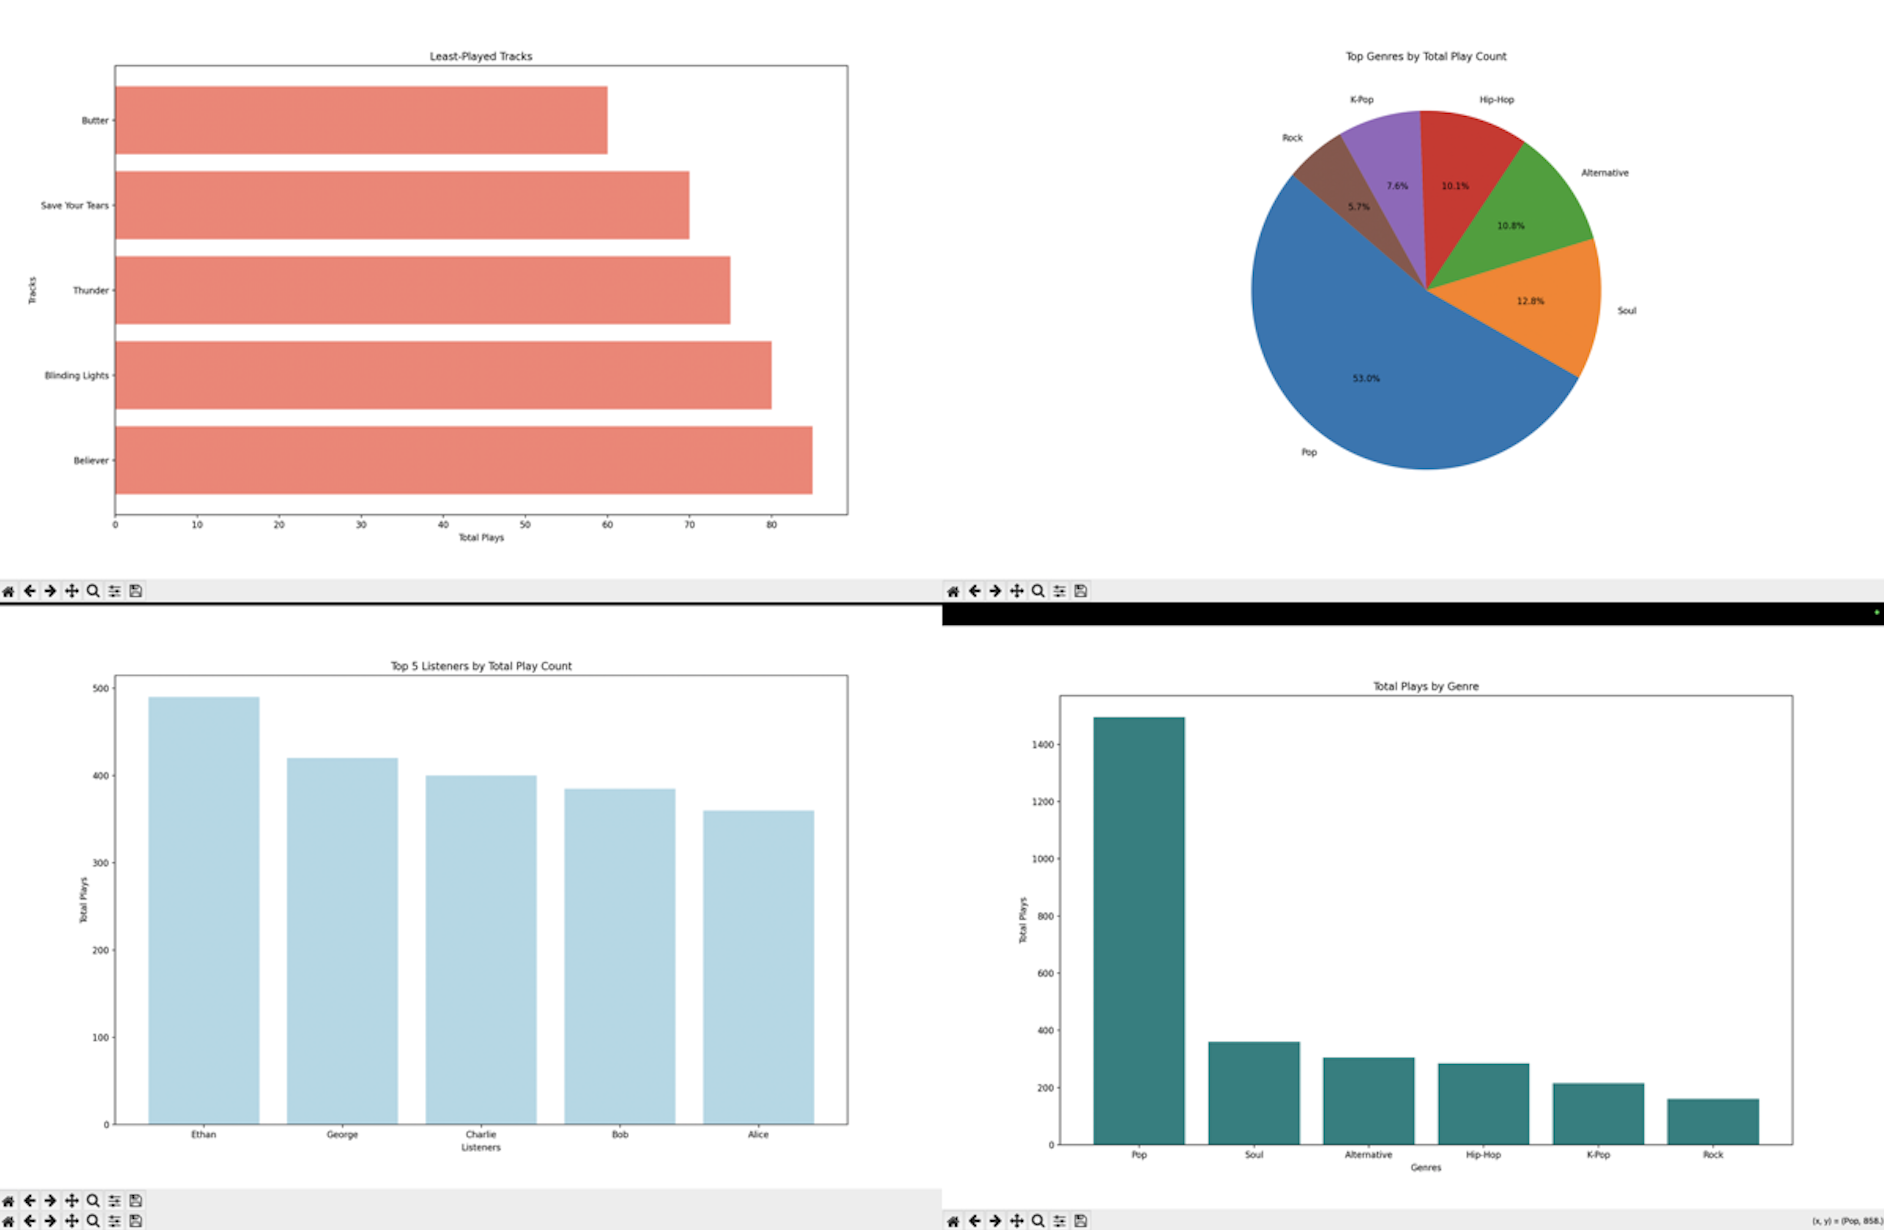 Least-Played Tracks
Butter
Save Your Tears
Thunder
Blinding Lights
Believer
Tracks
0 10 20 30 40 50 60 70 80
Total Plays
Top Genres by Total Play Count
K-Pop
Hip-Hop
Rock
Alternative
7.6%
10.1%
5.7%
10.8%
12.8%
Soul
53.0%
Pop
Top 5 Listeners by Total Play Count
500
400
300
200
100
0
Total Plays
Ethan George Charlie Bob Alice
Listeners
Total Plays by Genre
1400
1200
1000
800
600
400
200
0
Total Plays
Pop Soul Alternative Hip-Hop K-Pop Rock
Genres
(x, y) = (Pop, 858.